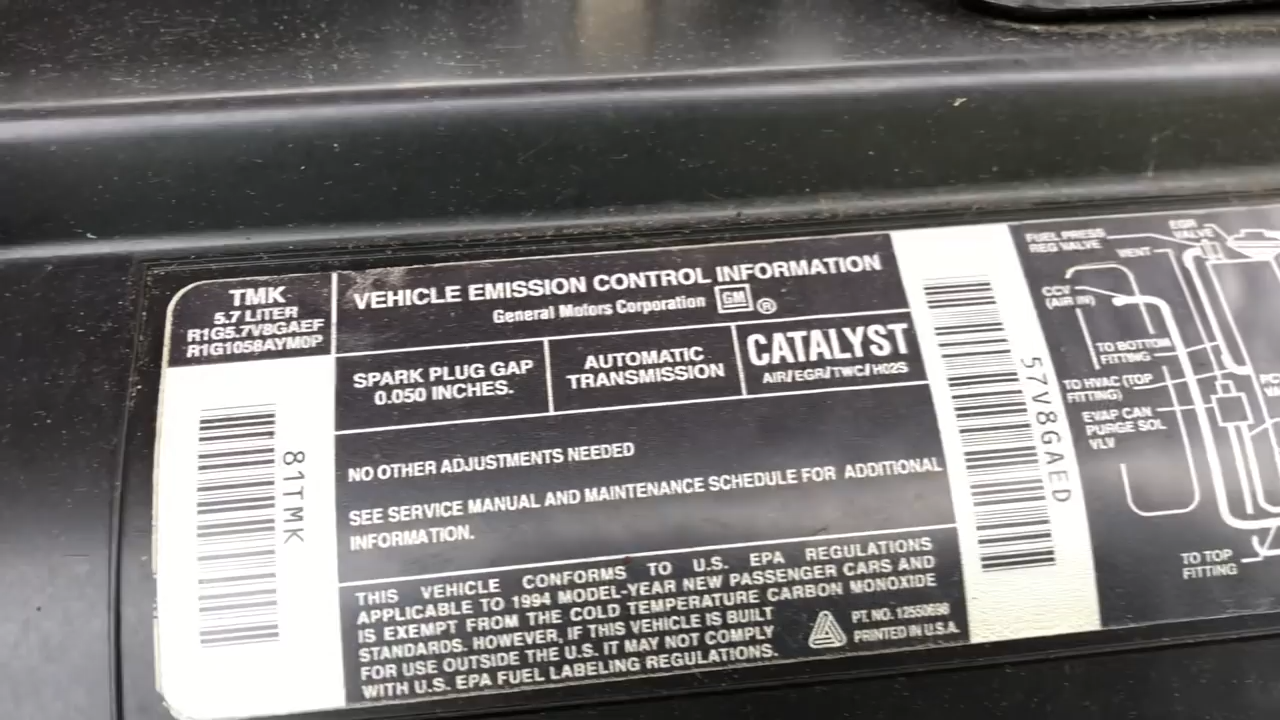 TMK
5.7 LITER
R1G5.7V8GAEF
R1G1058AYM0P
81TMK
VEHICLE EMISSION CONTROL INFORMATION
General Motors Corporation GM ®
SPARK PLUG GAP
0.050 INCHES.
AUTOMATIC
TRANSMISSION
CATALYST
AIR/EGR/TWC/HO2S
NO OTHER ADJUSTMENTS NEEDED
SEE SERVICE MANUAL AND MAINTENANCE SCHEDULE FOR ADDITIONAL
INFORMATION.
THIS VEHICLE CONFORMS TO U.S. EPA REGULATIONS
APPLICABLE TO 1994 MODEL-YEAR NEW PASSENGER CARS AND
IS EXEMPT FROM THE COLD TEMPERATURE CARBON MONOXIDE
STANDARDS. HOWEVER, IF THIS VEHICLE IS BUILT
FOR USE OUTSIDE THE U.S. IT MAY NOT COMPLY
WITH U.S. EPA FUEL LABELING REGULATIONS.
PT. NO. 12550698
PRINTED IN U.S.A.
57V8GAED
FUEL PRESS
REG VALVE
EGR
VALVE
VENT
CCV
(AIR IN)
TO BOTTOM
FITTING
TO HVAC (TOP
FITTING)
EVAP CAN
PURGE SOL
VLV
TO TOP
FITTING